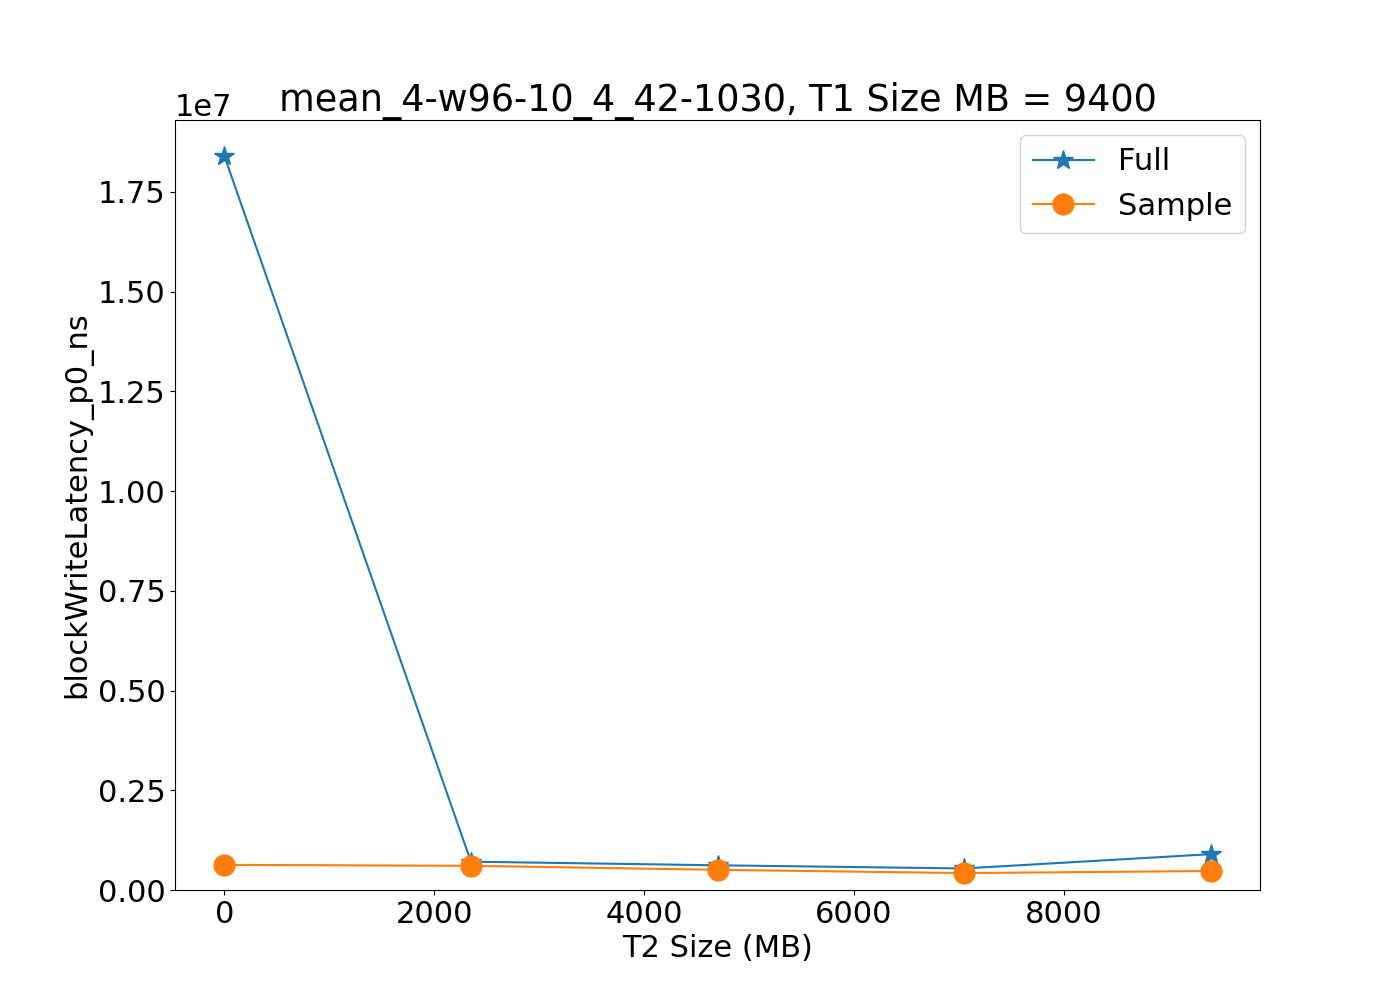 mean_4-w96-10_4_42-1030, T1 Size MB = 9400
1e7
Full
Sample
1.75
1.50
1.25
1.00
0.75
0.50
0.25
0.00
blockWriteLatency_p0_ns
0 2000 4000 6000 8000
T2 Size (MB)